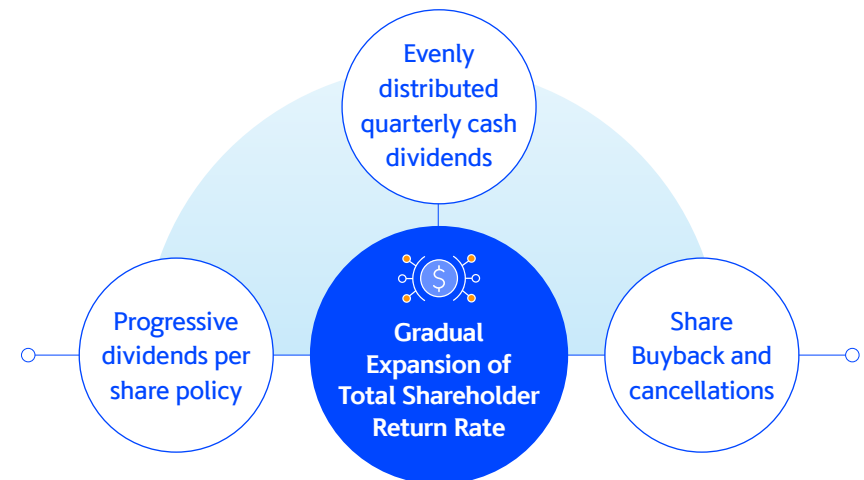 Evenly
distributed
quarterly cash
dividends
Progressive
dividends per
share policy
$
Gradual
Expansion of
Total Shareholder
Return Rate
Share
Buyback and
cancellations